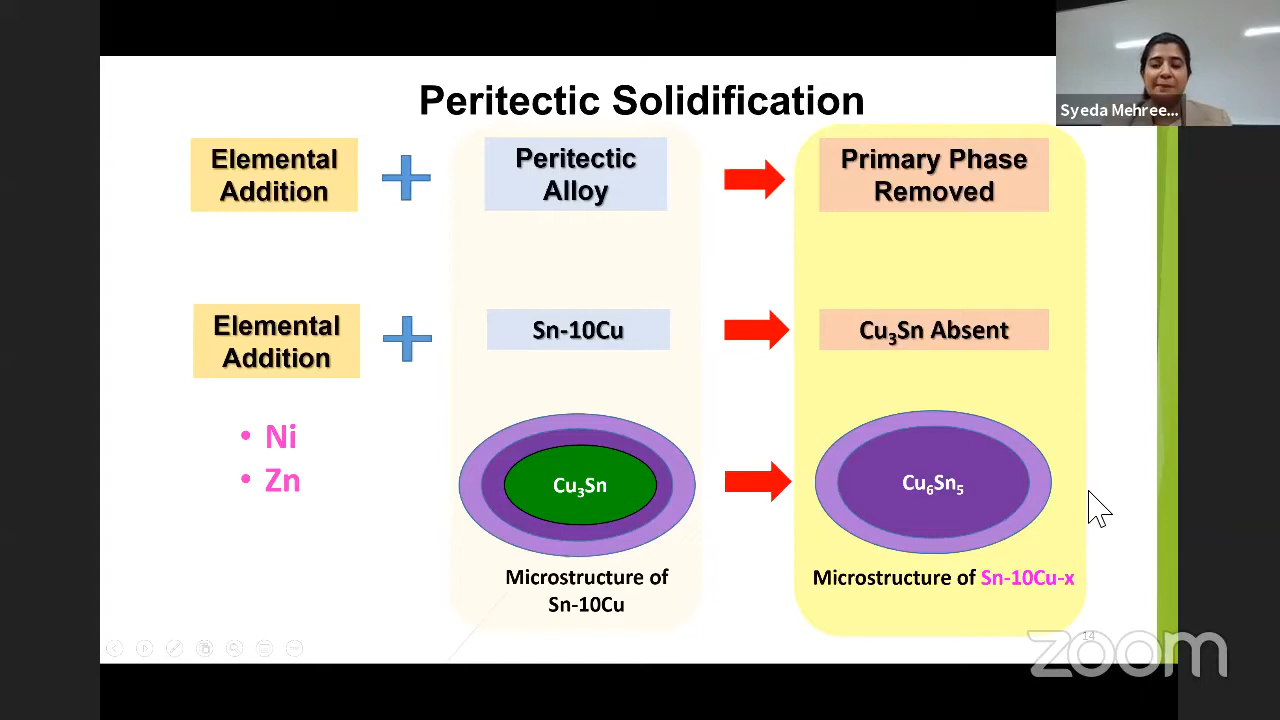 Peritectic Solidification
Syeda Mehree...
Elemental
Addition
Peritectic
Alloy
Primary Phase
Removed
Elemental
Addition
Sn-10Cu
Cu₃Sn Absent
• Ni
• Zn
Cu₃Sn
Cu₆Sn₅
Microstructure of
Sn-10Cu
Microstructure of Sn-10Cu-x
14
zoom